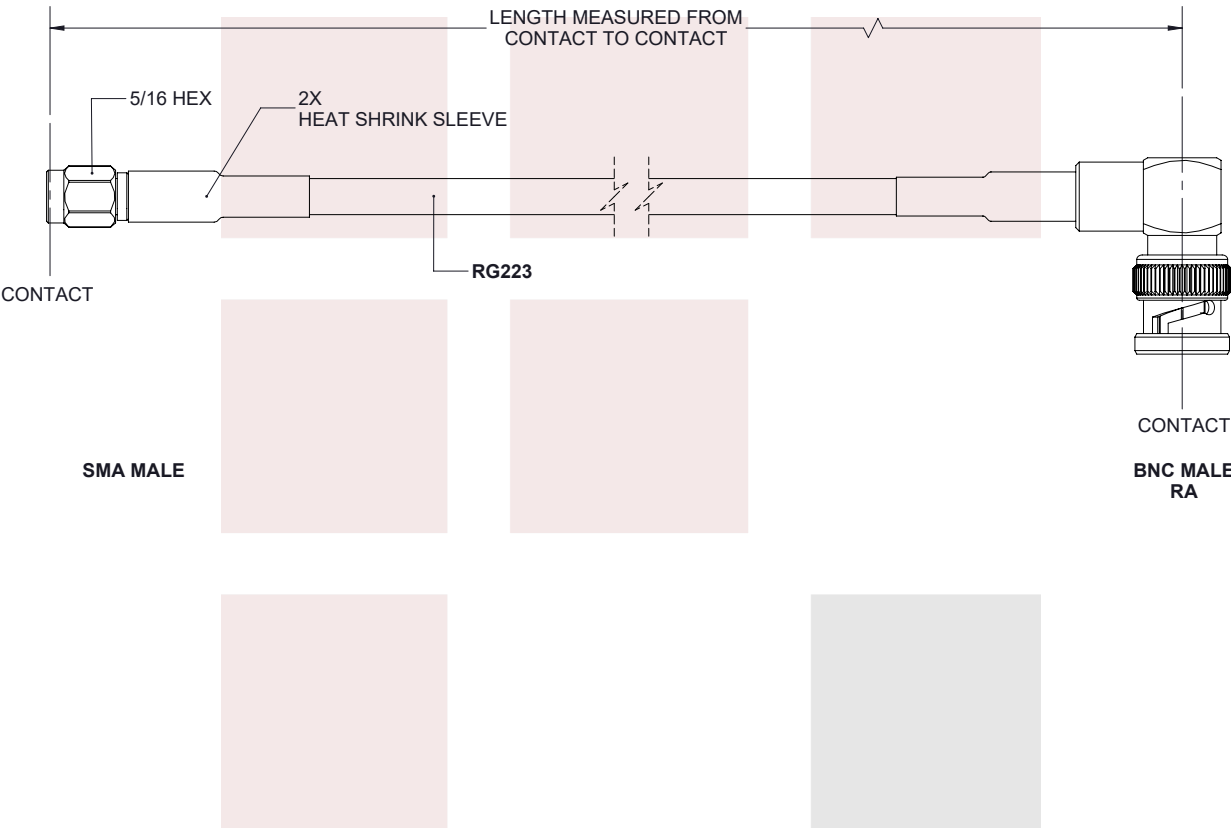 LENGTH MEASURED FROM
CONTACT TO CONTACT
5/16 HEX
2X
HEAT SHRINK SLEEVE
RG223
CONTACT
CONTACT
SMA MALE
BNC MALE
RA